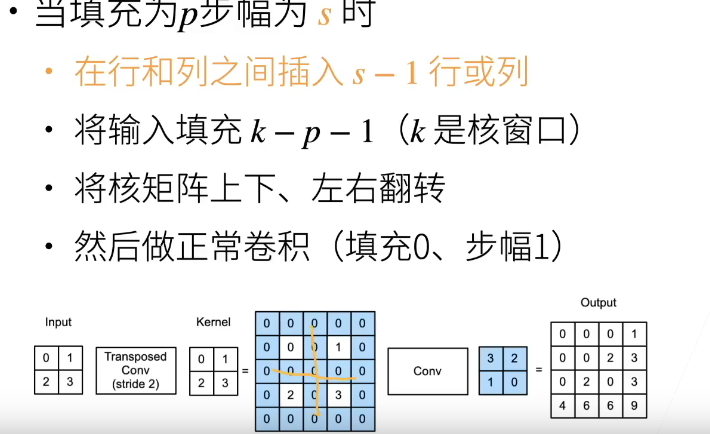 • 当填充为p步幅为 s 时
• 在行和列之间插入 s − 1 行或列
• 将输入填充 k − p − 1（k 是核窗口）
• 将核矩阵上下、左右翻转
• 然后做正常卷积（填充0、步幅1）
Output
Input
Kernel
0 1
2 3
Transposed
Conv
(stride 2)
0 1
2 3
=
0 0 0 0 0
0 0 0 1 0
0 0 0 0 0
0 2 0 3 0
0 0 0 0 0
Conv
3 2
1 0
=
0 0 0 1
0 0 2 3
0 2 0 3
4 6 6 9